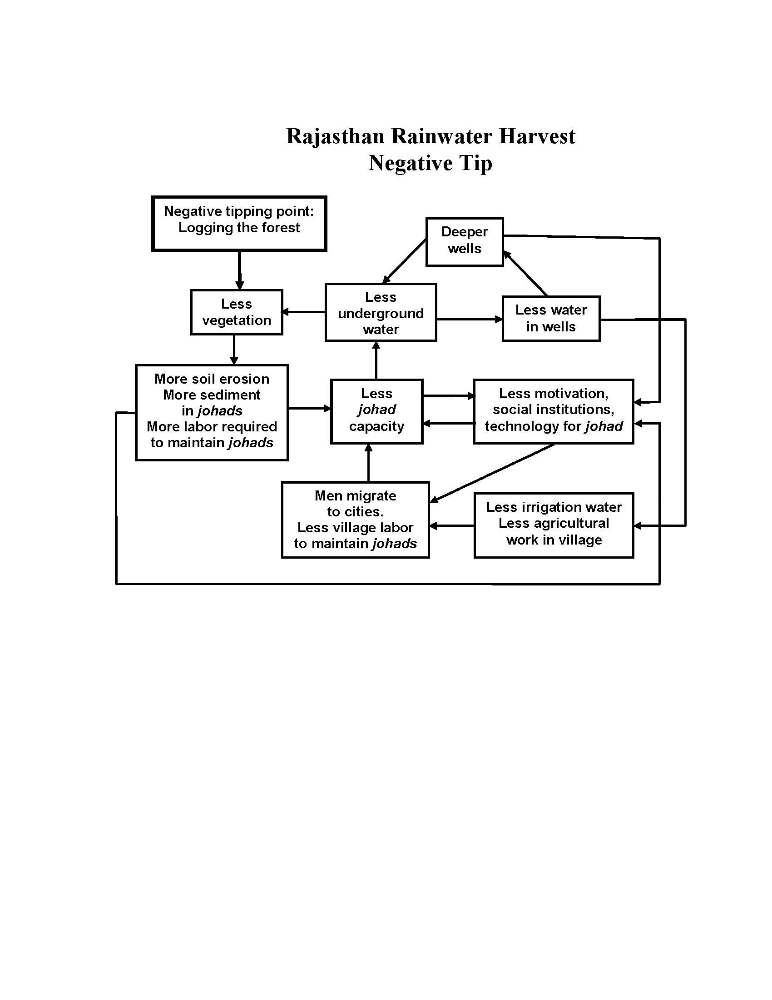 Rajasthan Rainwater Harvest
Negative Tip
Negative tipping point:
Logging the forest
Deeper
wells
Less
vegetation
Less
underground
water
Less water
in wells
More soil erosion
More sediment
in johads
More labor required
to maintain johads
Less
johad
capacity
Less motivation,
social institutions,
technology for johad
Men migrate
to cities.
Less village labor
to maintain johads
Less irrigation water
Less agricultural
work in village